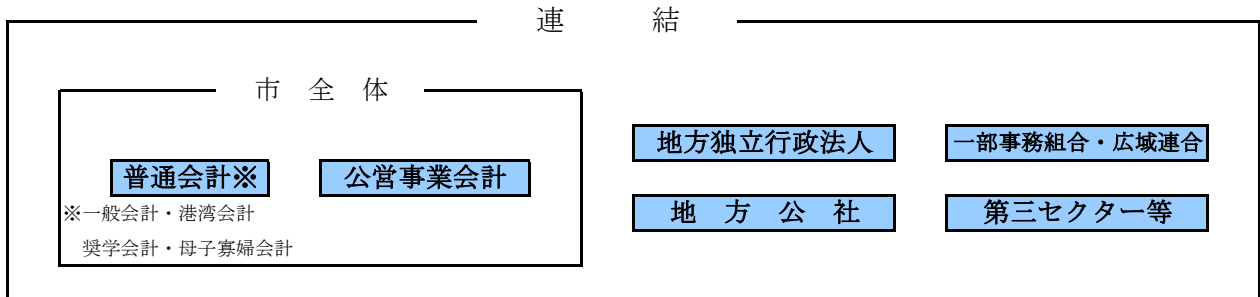 連 結
市 全 体
地方独立行政法人 一部事務組合・広域連合
普通会計※ 公営事業会計
地 方 公 社 第三セクター等
※一般会計・港湾会計
奨学会計・母子寡婦会計